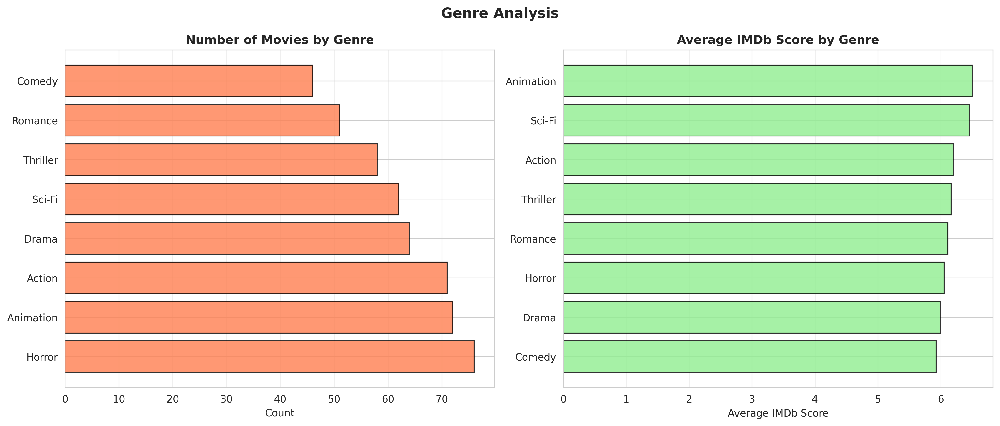 Genre Analysis
Number of Movies by Genre
Comedy
Romance
Thriller
Sci-Fi
Drama
Action
Animation
Horror
0 10 20 30 40 50 60 70
Count
Average IMDb Score by Genre
Animation
Sci-Fi
Action
Thriller
Romance
Horror
Drama
Comedy
0 1 2 3 4 5 6
Average IMDb Score